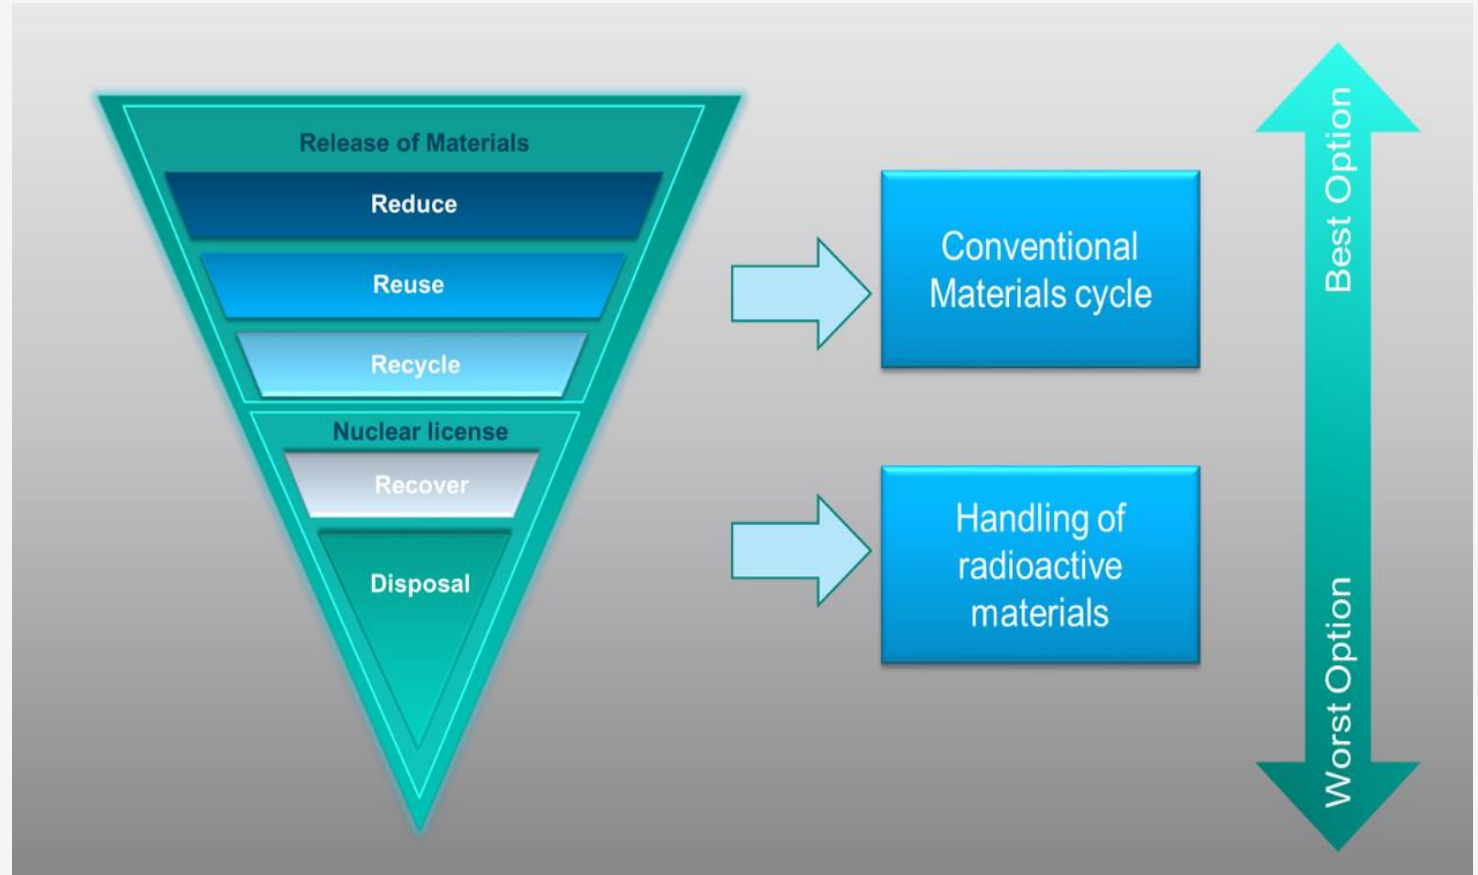 Release of Materials
Reduce
Reuse
Recycle
Nuclear license
Recover
Disposal
Conventional
Materials cycle
Handling of
radioactive
materials
Best Option
Worst Option